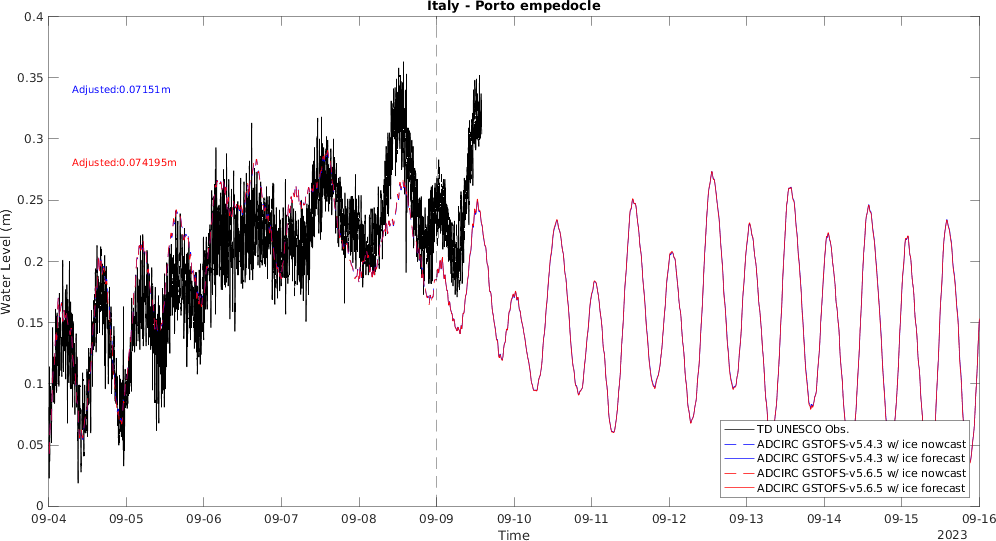 Italy - Porto empedocle
0.4
0.35
0.3
0.25
0.2
0.15
0.1
0.05
0
Water Level (m)
Adjusted:0.07151m
Adjusted:0.074195m
TD UNESCO Obs.
ADCIRC GSTOFS-v5.4.3 w/ ice nowcast
ADCIRC GSTOFS-v5.4.3 w/ ice forecast
ADCIRC GSTOFS-v5.6.5 w/ ice nowcast
ADCIRC GSTOFS-v5.6.5 w/ ice forecast
09-04 09-05 09-06 09-07 09-08 09-09 09-10 09-11 09-12 09-13 09-14 09-15 09-16
Time
2023